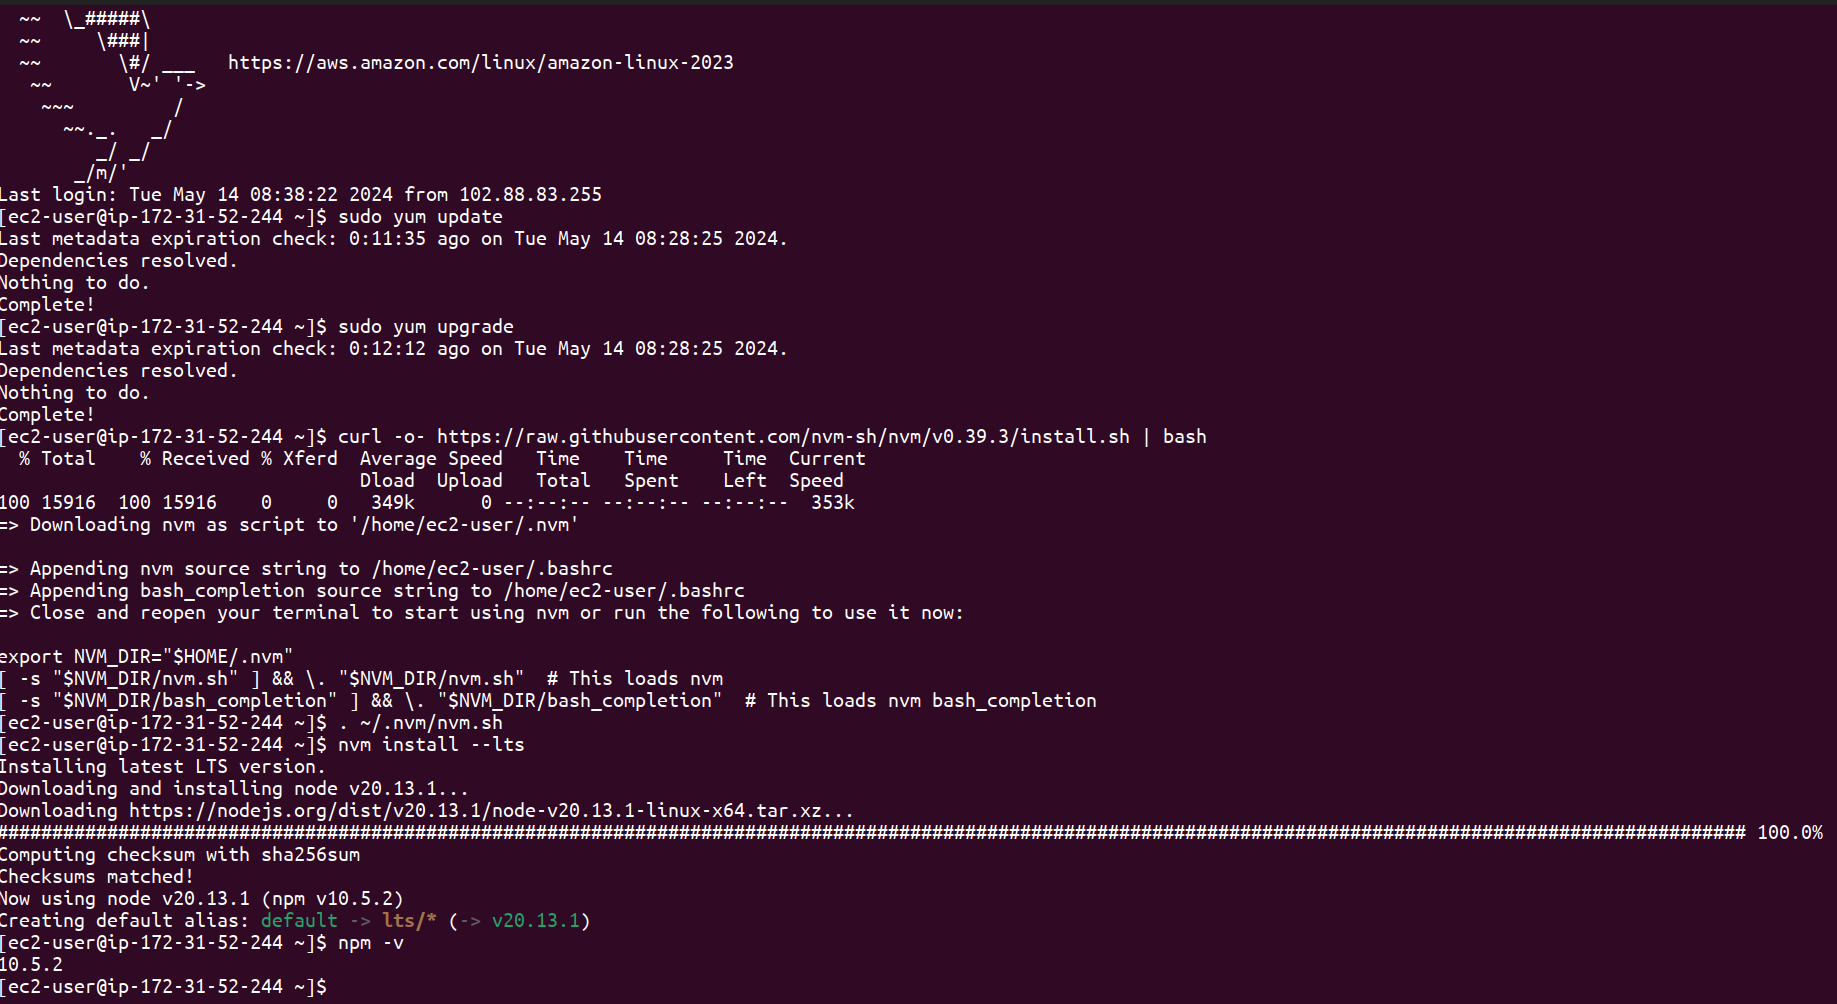 ~~  \_#####\
~~     \###|
~~       \#/ ___   https://aws.amazon.com/linux/amazon-linux-2023
~~       V~' '->
~~~         /
~~._.   _/
_/ _/
_/m/'
Last login: Tue May 14 08:38:22 2024 from 102.88.83.255
[ec2-user@ip-172-31-52-244 ~]$ sudo yum update
Last metadata expiration check: 0:11:35 ago on Tue May 14 08:28:25 2024.
Dependencies resolved.
Nothing to do.
Complete!
[ec2-user@ip-172-31-52-244 ~]$ sudo yum upgrade
Last metadata expiration check: 0:12:12 ago on Tue May 14 08:28:25 2024.
Dependencies resolved.
Nothing to do.
Complete!
[ec2-user@ip-172-31-52-244 ~]$ curl -o- https://raw.githubusercontent.com/nvm-sh/nvm/v0.39.3/install.sh | bash
  % Total    % Received % Xferd  Average Speed   Time    Time     Time  Current
                                 Dload  Upload   Total   Spent    Left  Speed
100 15916  100 15916    0     0   349k      0 --:--:-- --:--:-- --:--:--  353k
=> Downloading nvm as script to '/home/ec2-user/.nvm'
=> Appending nvm source string to /home/ec2-user/.bashrc
=> Appending bash_completion source string to /home/ec2-user/.bashrc
=> Close and reopen your terminal to start using nvm or run the following to use it now:
export NVM_DIR="$HOME/.nvm"
[ -s "$NVM_DIR/nvm.sh" ] && \. "$NVM_DIR/nvm.sh"  # This loads nvm
[ -s "$NVM_DIR/bash_completion" ] && \. "$NVM_DIR/bash_completion"  # This loads nvm bash_completion
[ec2-user@ip-172-31-52-244 ~]$ . ~/.nvm/nvm.sh
[ec2-user@ip-172-31-52-244 ~]$ nvm install --lts
Installing latest LTS version.
Downloading and installing node v20.13.1...
Downloading https://nodejs.org/dist/v20.13.1/node-v20.13.1-linux-x64.tar.xz...
############################################################################################################################################################### 100.0%
Computing checksum with sha256sum
Checksums matched!
Now using node v20.13.1 (npm v10.5.2)
Creating default alias: default -> lts/* (-> v20.13.1)
[ec2-user@ip-172-31-52-244 ~]$ npm -v
10.5.2
[ec2-user@ip-172-31-52-244 ~]$